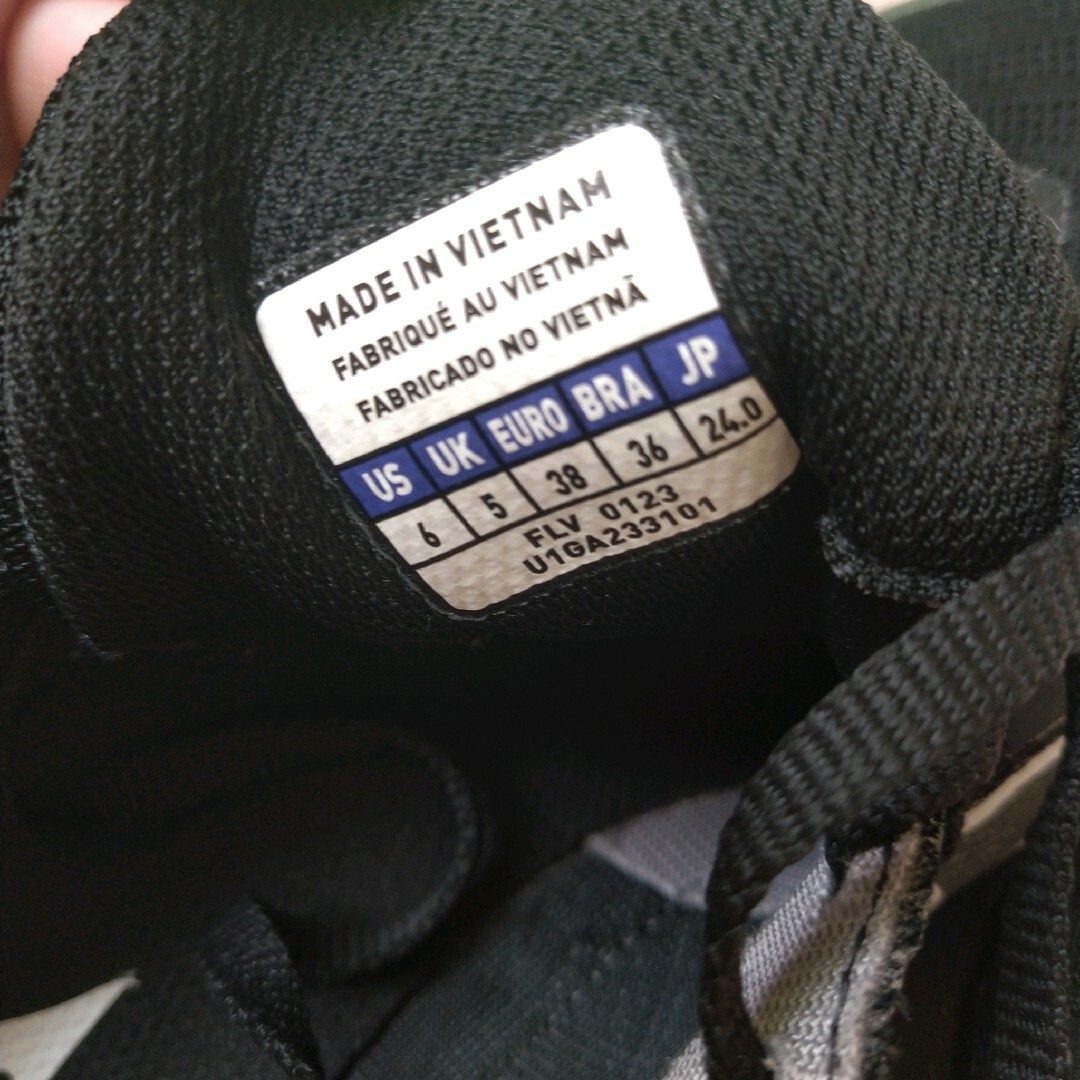 MADE IN VIETNAM
FABRIQUÉ AU VIETNAM
FABRICADO NO VIETNÃ
US UK EURO BRA JP
6 5 38 36 24.0
FLV 0123
U1GA233101